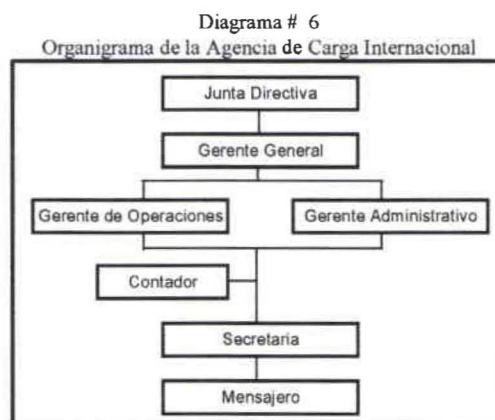 Diagrama # 6
Organigrama de la Agencia de Carga Internacional
Junta Directiva
Gerente General
Gerente de Operaciones
Gerente Administrativo
Contador
Secretaria
Mensajero